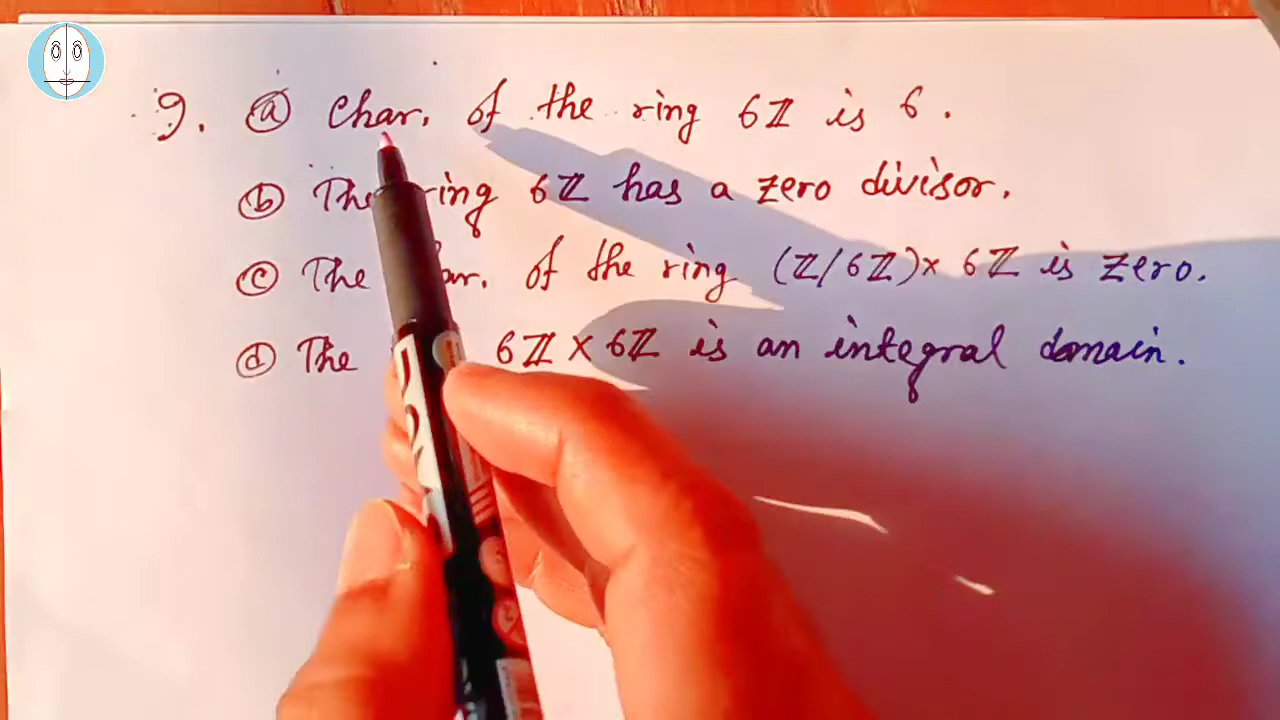 9. (a) Char. of the ring 6ℤ is 6.
(b) The ring 6ℤ has a zero divisor.
(c) The char. of the ring (ℤ/6ℤ)× 6ℤ is zero.
(d) The 6ℤ × 6ℤ is an integral domain.